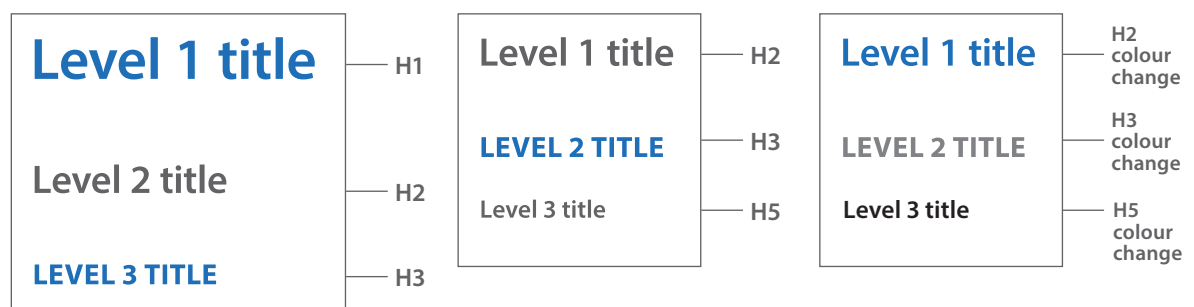 Level 1 title
H1
Level 2 title
H2
LEVEL 3 TITLE
H3
Level 1 title
H2
LEVEL 2 TITLE
H3
Level 3 title
H5
Level 1 title
H2
colour
change
LEVEL 2 TITLE
H3
colour
change
Level 3 title
H5
colour
change